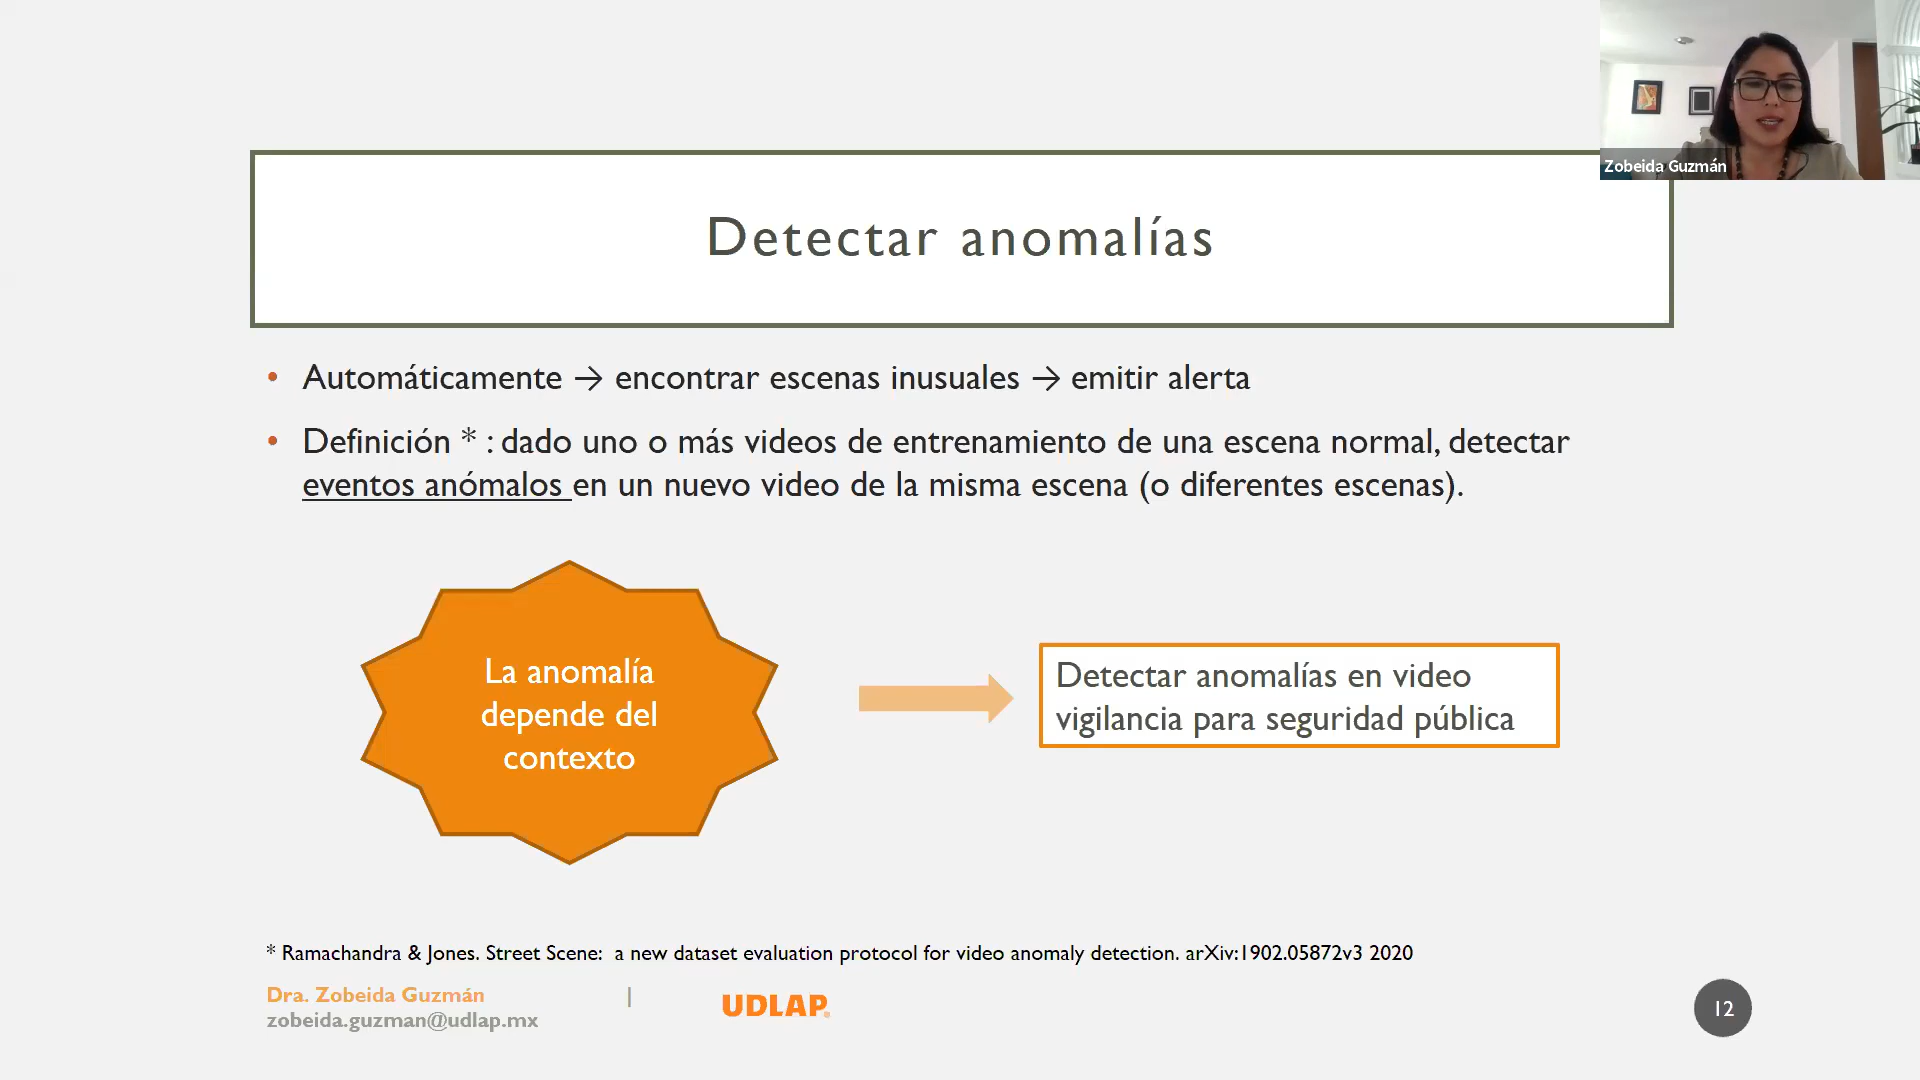 Zobeida Guzmán
Detectar anomalías
• Automáticamente → encontrar escenas inusuales → emitir alerta
• Definición * : dado uno o más videos de entrenamiento de una escena normal, detectar
eventos anómalos en un nuevo video de la misma escena (o diferentes escenas).
La anomalía
depende del
contexto
Detectar anomalías en video
vigilancia para seguridad pública
* Ramachandra & Jones. Street Scene:  a new dataset evaluation protocol for video anomaly detection. arXiv:1902.05872v3 2020
Dra. Zobeida Guzmán |
zobeida.guzman@udlap.mx
UDLAP®
12